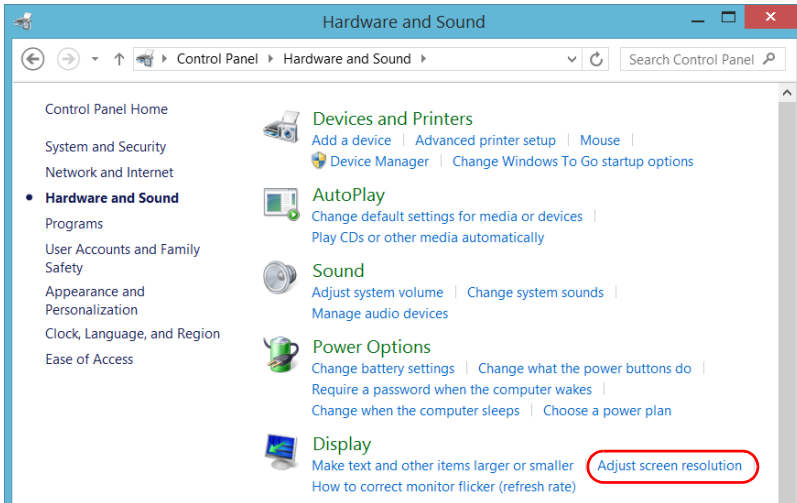 Hardware and Sound
Control Panel Hardware and Sound
Search Control Panel
Control Panel Home
System and Security
Network and Internet
Hardware and Sound
Programs
User Accounts and Family
Safety
Appearance and
Personalization
Clock, Language, and Region
Ease of Access
Devices and Printers
Add a device | Advanced printer setup | Mouse |
Device Manager | Change Windows To Go startup options
AutoPlay
Change default settings for media or devices |
Play CDs or other media automatically
Sound
Adjust system volume | Change system sounds |
Manage audio devices
Power Options
Change battery settings | Change what the power buttons do |
Require a password when the computer wakes |
Change when the computer sleeps | Choose a power plan
Display
Make text and other items larger or smaller | Adjust screen resolution |
How to correct monitor flicker (refresh rate)